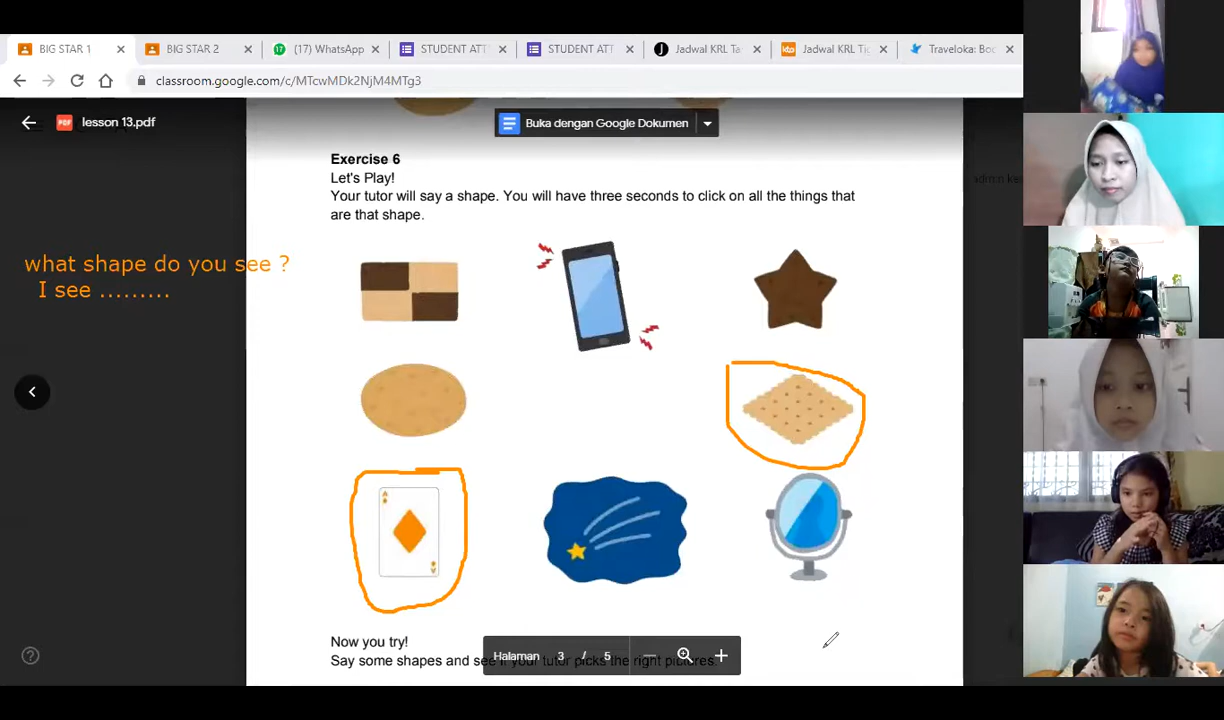 BIG STAR 1
BIG STAR 2
(17) WhatsApp
STUDENT ATT
STUDENT ATT
Jadwal KRL Ta
Jadwal KRL Tig
Traveloka: Boo
classroom.google.com/c/MTcwMDk2NjM4MTg3
PDF lesson 13.pdf
Buka dengan Google Dokumen
Exercise 6
Let's Play!
Your tutor will say a shape. You will have three seconds to click on all the things that
are that shape.
what shape do you see ?
I see .........
Now you try!
Say some shapes and see if your tutor picks the right pictures.
Halaman 3 / 5